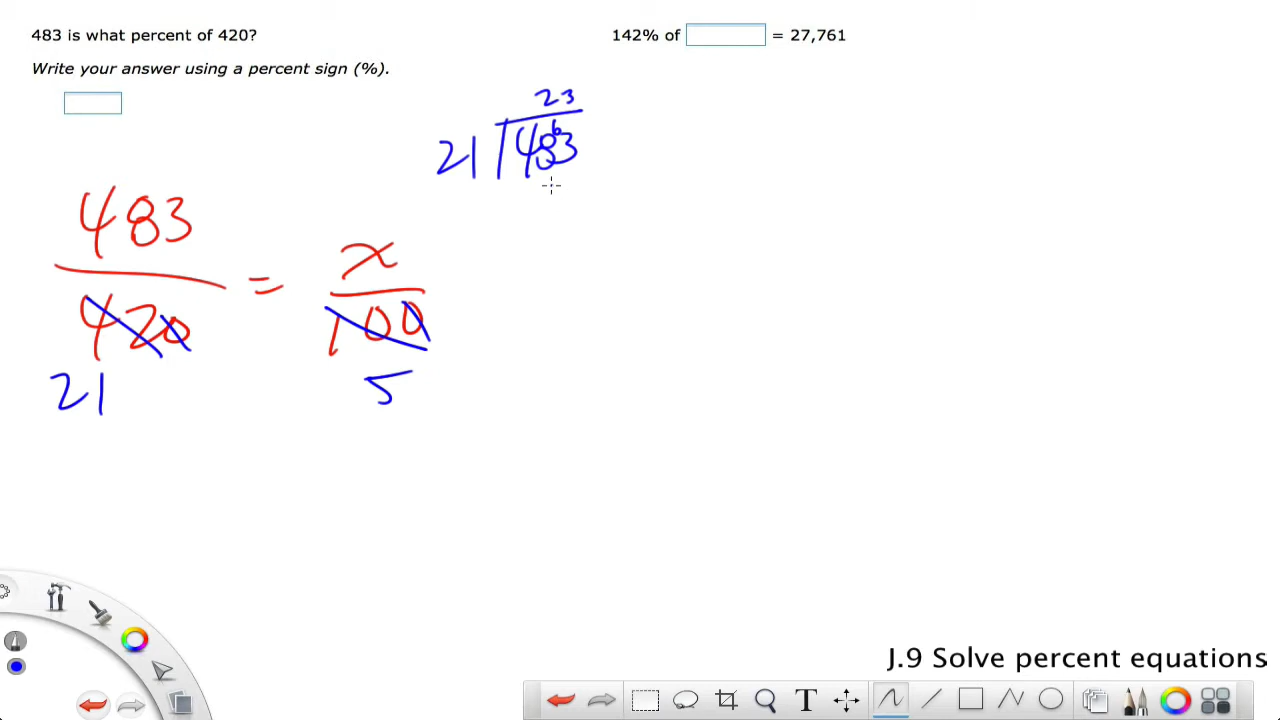 483 is what percent of 420?
Write your answer using a percent sign (%).
142% of = 27,761
23
21 483
6
483
=
x
420
100
21
5
J.9 Solve percent equations
T